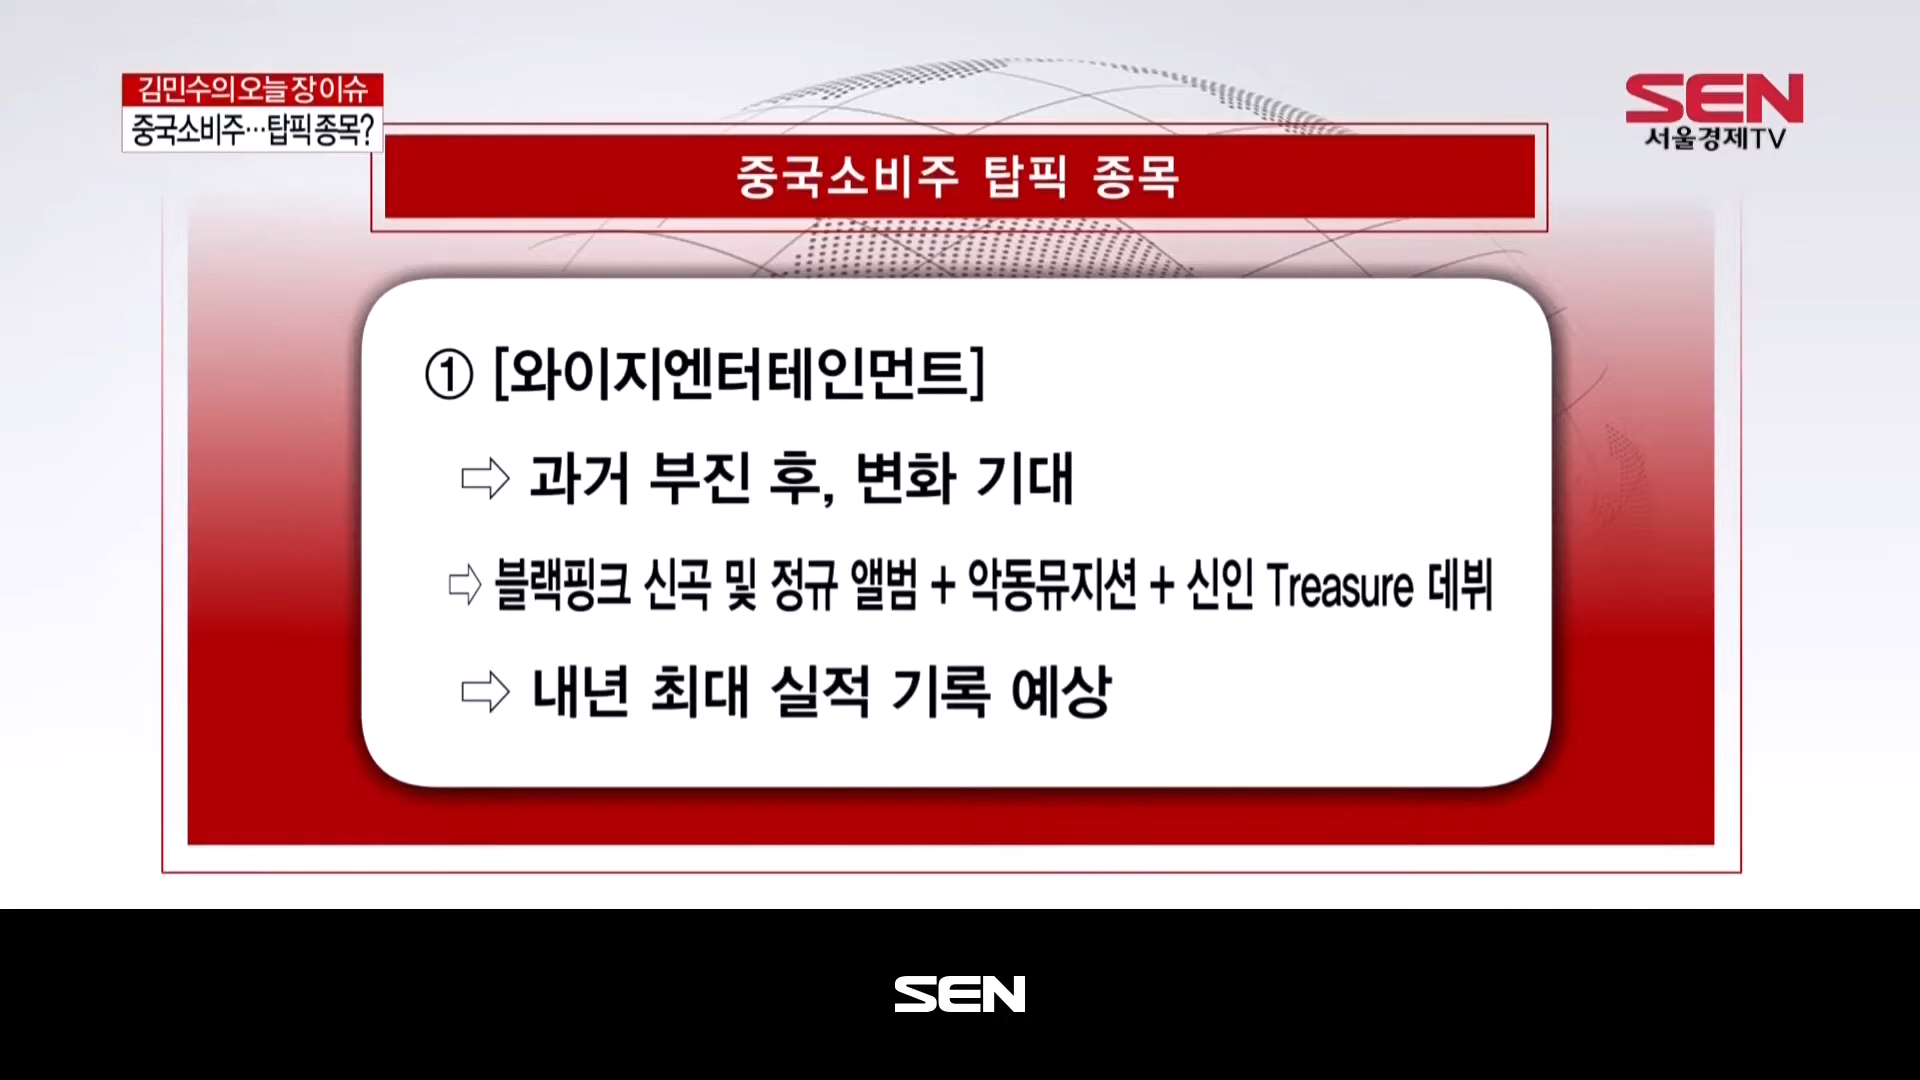 김민수의 오늘 장 이슈
중국소비주…탑픽 종목?
SEN
서울경제TV
중국소비주 탑픽 종목
① [와이지엔터테인먼트]
⇨ 과거 부진 후, 변화 기대
⇨ 블랙핑크 신곡 및 정규 앨범 + 악동뮤지션 + 신인 Treasure 데뷔
⇨ 내년 최대 실적 기록 예상
SEN